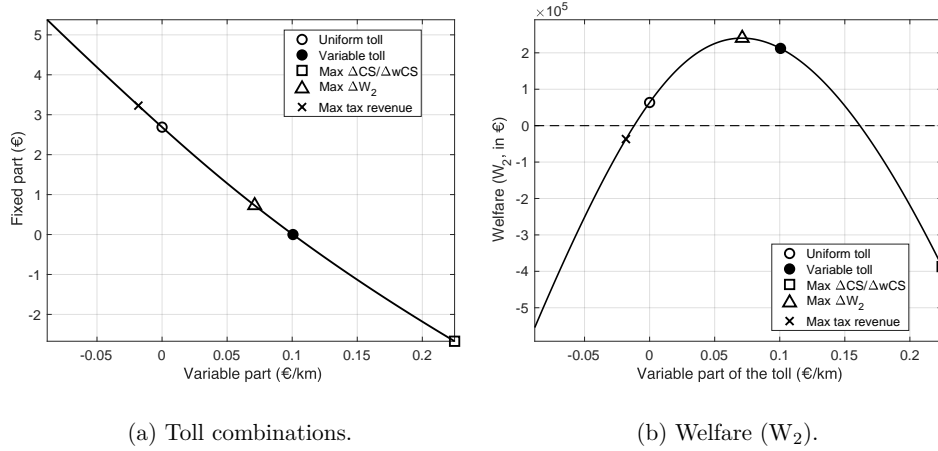 Fixed part (€)
5
4
3
2
1
0
-1
-2
-0.05 0 0.05 0.1 0.15 0.2
Variable part (€/km)
Uniform toll
Variable toll
Max ΔCS/ΔwCS
Max ΔW₂
Max tax revenue
(a) Toll combinations.
×10⁵
Welfare (W₂, in €)
2
1
0
-1
-2
-3
-4
-5
-0.05 0 0.05 0.1 0.15 0.2
Variable part of the toll (€/km)
Uniform toll
Variable toll
Max ΔCS/ΔwCS
Max ΔW₂
Max tax revenue
(b) Welfare (W₂).